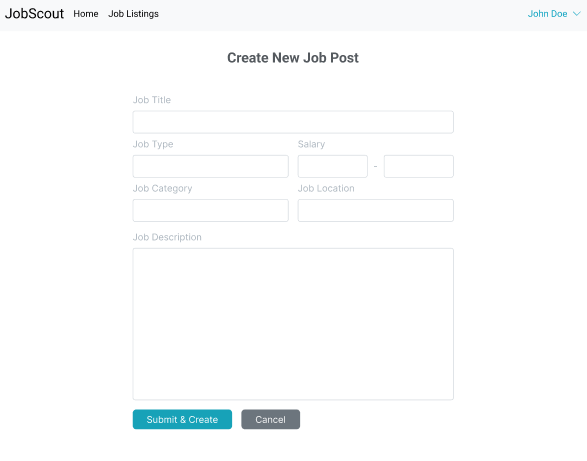 JobScout Home Job Listings John Doe
Create New Job Post
Job Title
Job Type Salary
-
Job Category Job Location
Job Description
Submit & Create Cancel